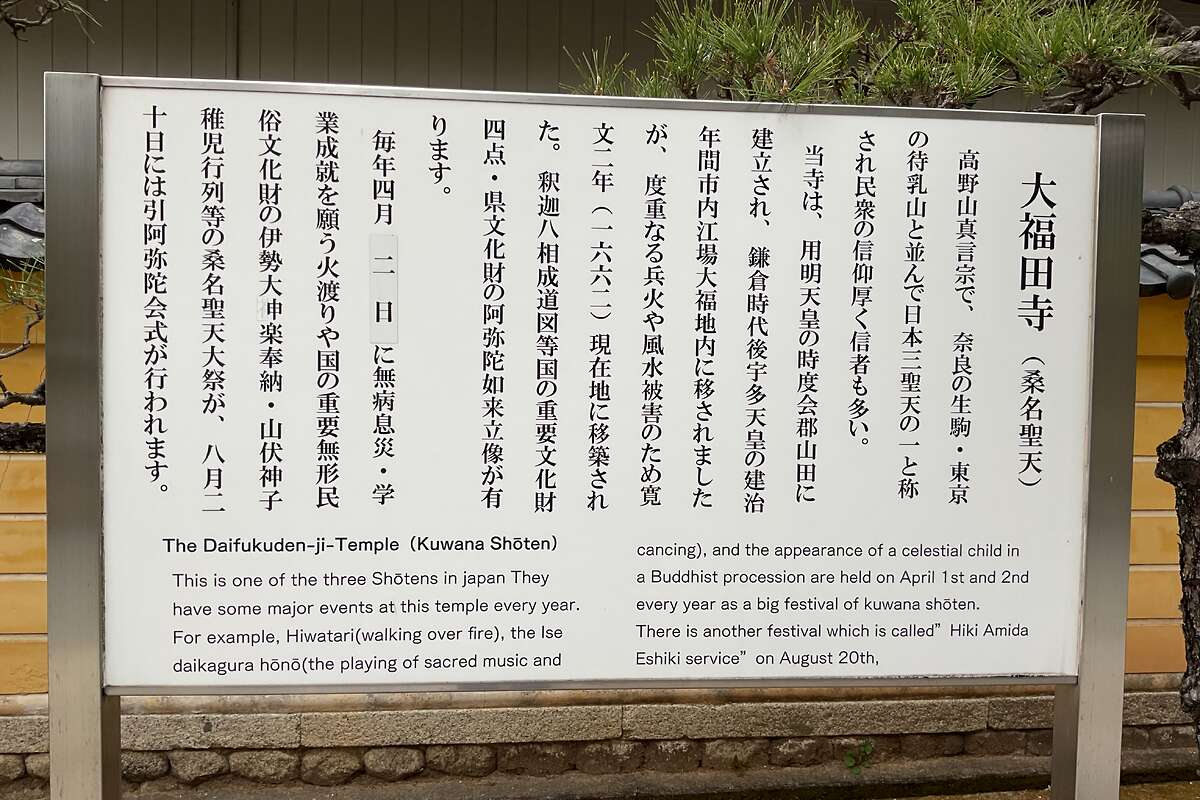 大福田寺（桑名聖天）
高野山真言宗で、奈良の生駒・東京
の待乳山と並んで日本三聖天の一と称
され民衆の信仰厚く信者も多い。
当寺は、用明天皇の時度会郡山田に
建立され、鎌倉時代後宇多天皇の建治
年間市内江場大福地内に移されました
が、度重なる兵火や風水被害のため寛
文二年（一六六二）現在地に移築され
た。釈迦八相成道図等国の重要文化財
四点・県文化財の阿弥陀如来立像が有
ります。
毎年四月二日に無病息災・学
業成就を願う火渡りや国の重要無形民
俗文化財の伊勢大神楽奉納・山伏神子
稚児行列等の桑名聖天大祭が、八月二
十日には引阿弥陀会式が行われます。
The Daifukuden-ji-Temple（Kuwana Shōten）
This is one of the three Shōtens in japan They
have some major events at this temple every year.
For example, Hiwatari(walking over fire), the Ise
daikagura hōnō(the playing of sacred music and
cancing), and the appearance of a celestial child in
a Buddhist procession are held on April 1st and 2nd
every year as a big festival of kuwana shōten.
There is another festival which is called” Hiki Amida
Eshiki service” on August 20th,